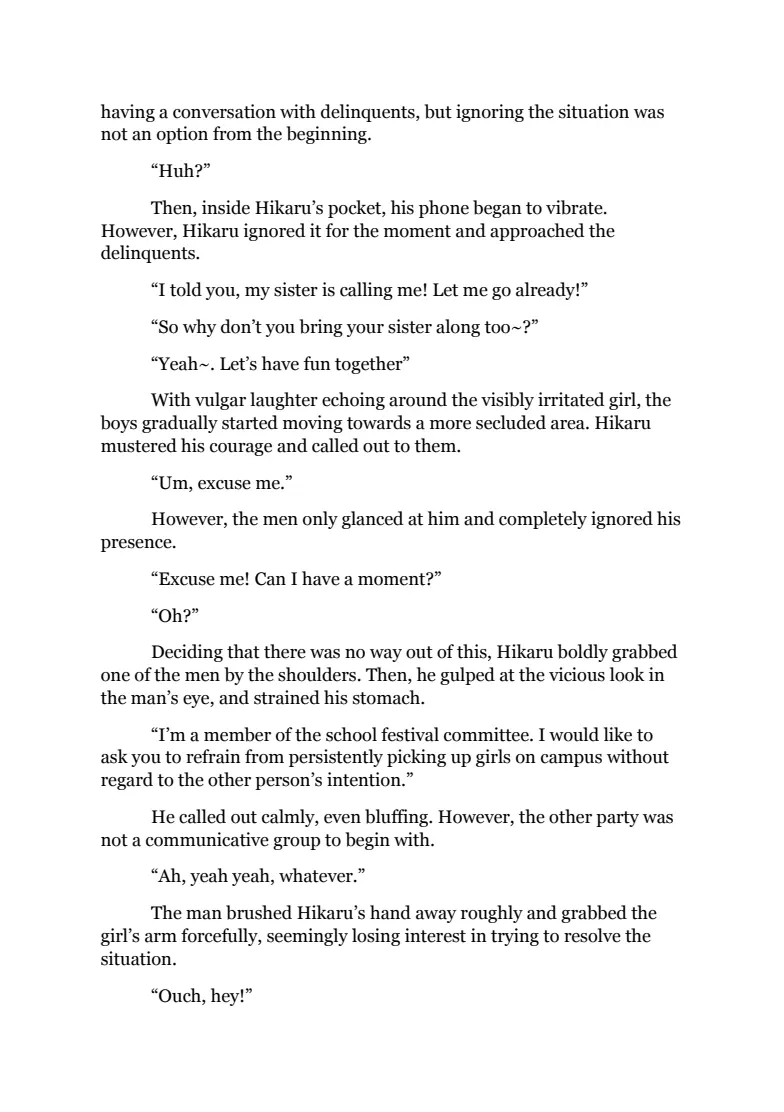 having a conversation with delinquents, but ignoring the situation was
not an option from the beginning.
“Huh?”
Then, inside Hikaru’s pocket, his phone began to vibrate.
However, Hikaru ignored it for the moment and approached the
delinquents.
“I told you, my sister is calling me! Let me go already!”
“So why don’t you bring your sister along too~?”
“Yeah~. Let’s have fun together”
With vulgar laughter echoing around the visibly irritated girl, the
boys gradually started moving towards a more secluded area. Hikaru
mustered his courage and called out to them.
“Um, excuse me.”
However, the men only glanced at him and completely ignored his
presence.
“Excuse me! Can I have a moment?”
“Oh?”
Deciding that there was no way out of this, Hikaru boldly grabbed
one of the men by the shoulders. Then, he gulped at the vicious look in
the man’s eye, and strained his stomach.
“I’m a member of the school festival committee. I would like to
ask you to refrain from persistently picking up girls on campus without
regard to the other person’s intention.”
He called out calmly, even bluffing. However, the other party was
not a communicative group to begin with.
“Ah, yeah yeah, whatever.”
The man brushed Hikaru’s hand away roughly and grabbed the
girl’s arm forcefully, seemingly losing interest in trying to resolve the
situation.
“Ouch, hey!”